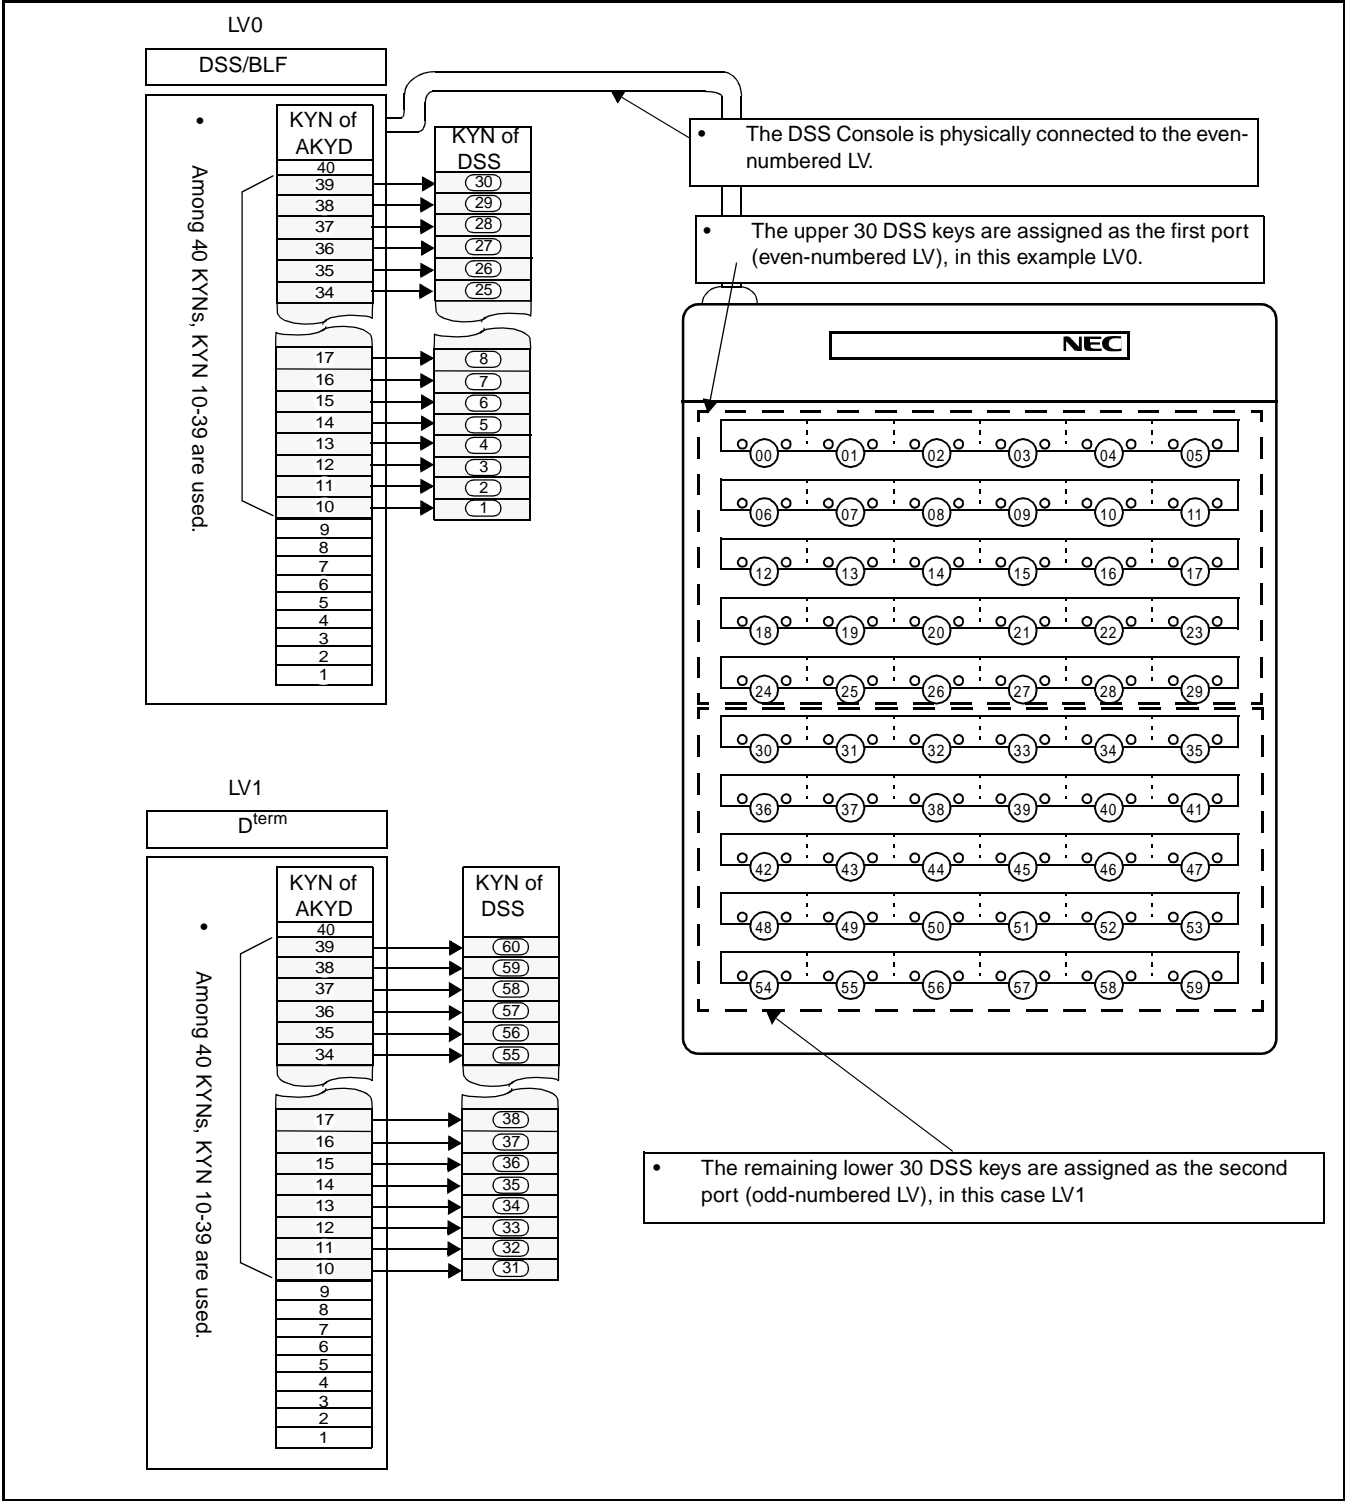 LV0
DSS/BLF
• Among 40 KYNs, KYN 10-39 are used.
KYN of
AKYD
40
39
38
37
36
35
34
17
16
15
14
13
12
11
10
9
8
7
6
5
4
3
2
1
KYN of
DSS
30
29
28
27
26
25
8
7
6
5
4
3
2
1
• The DSS Console is physically connected to the even-
numbered LV.
• The upper 30 DSS keys are assigned as the first port
(even-numbered LV), in this example LV0.
NEC
00 01 02 03 04 05
06 07 08 09 10 11
12 13 14 15 16 17
18 19 20 21 22 23
24 25 26 27 28 29
30 31 32 33 34 35
36 37 38 39 40 41
42 43 44 45 46 47
48 49 50 51 52 53
54 55 56 57 58 59
LV1
Dterm
• Among 40 KYNs, KYN 10-39 are used.
KYN of
AKYD
40
39
38
37
36
35
34
17
16
15
14
13
12
11
10
9
8
7
6
5
4
3
2
1
KYN of
DSS
60
59
58
57
56
55
38
37
36
35
34
33
32
31
• The remaining lower 30 DSS keys are assigned as the second
port (odd-numbered LV), in this case LV1